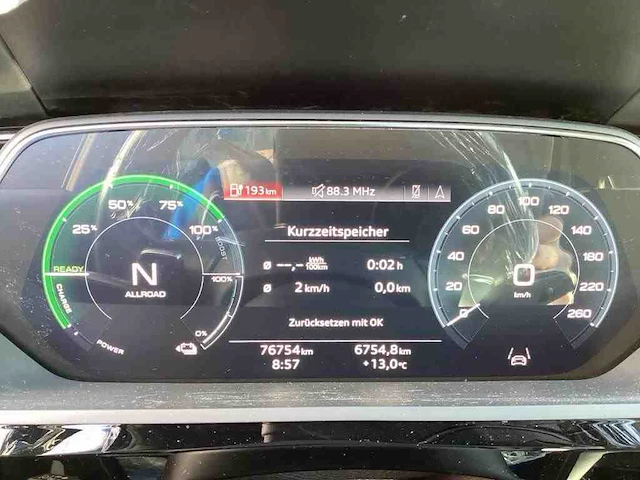 193 km 88.3 MHz
25% 50% 75% 100%
BOOST
READY
CHARGE
N
ALLROAD
100%
0%
POWER
Kurzzeitspeicher
ø --,- kWh/100km 0:02 h
ø 2 km/h 0,0 km
Zurücksetzen mit OK
76754 km 6754,8 km
8:57 +13,0°C
0 20 40 60 80 100 120 140 180 220 260
0
km/h